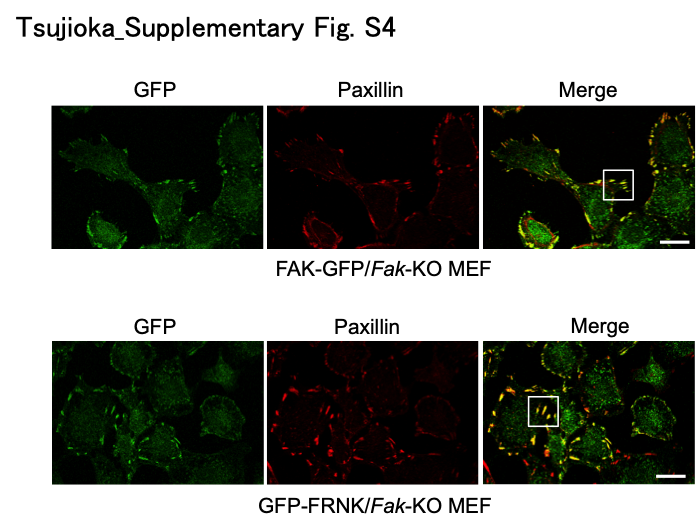 Tsujioka_Supplementary Fig. S4
GFP Paxillin Merge
FAK-GFP/Fak-KO MEF
GFP Paxillin Merge
GFP-FRNK/Fak-KO MEF